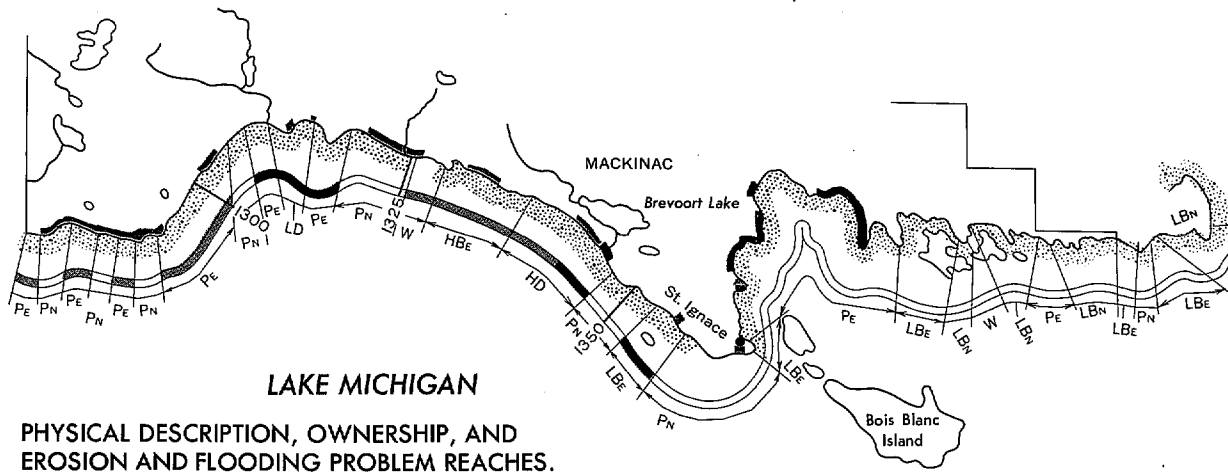 MACKINAC
Brevoort Lake
St. Ignace
Bois Blanc
Island
PE
PN
PE
PN
PE
PN
PE
PN
1300
PE
LD
PE
PN
1325
W
HBE
HD
PN
1350
LBE
PN
LBE
PE
LBE
LBN
W
LBN
PE
LBN
LBE
PN
LBE
LBN
LAKE MICHIGAN
PHYSICAL DESCRIPTION, OWNERSHIP, AND
EROSION AND FLOODING PROBLEM REACHES.